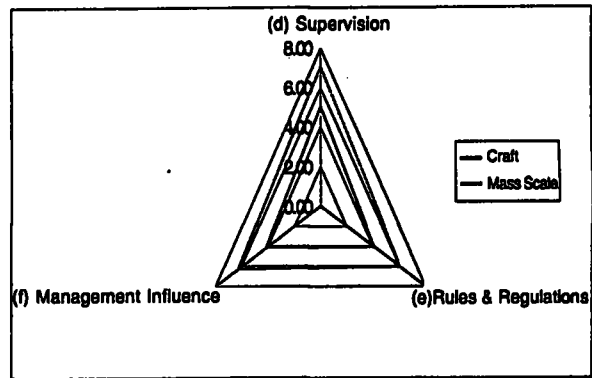 (d) Supervision
8.00
6.00
4.00
2.00
0.00
Craft
Mass Scale
(f) Management Influence
(e)Rules & Regulations